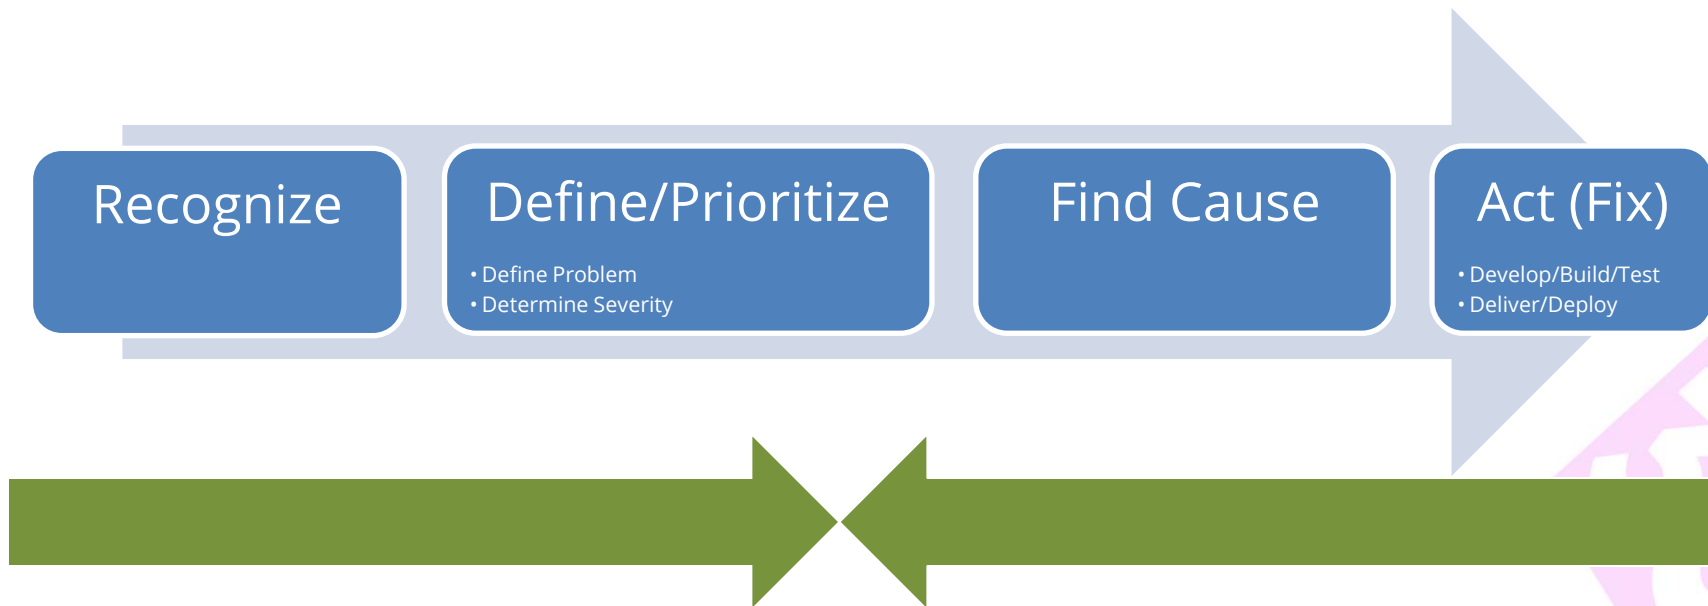 Recognize
Define/Prioritize
• Define Problem
• Determine Severity
Find Cause
Act (Fix)
• Develop/Build/Test
• Deliver/Deploy